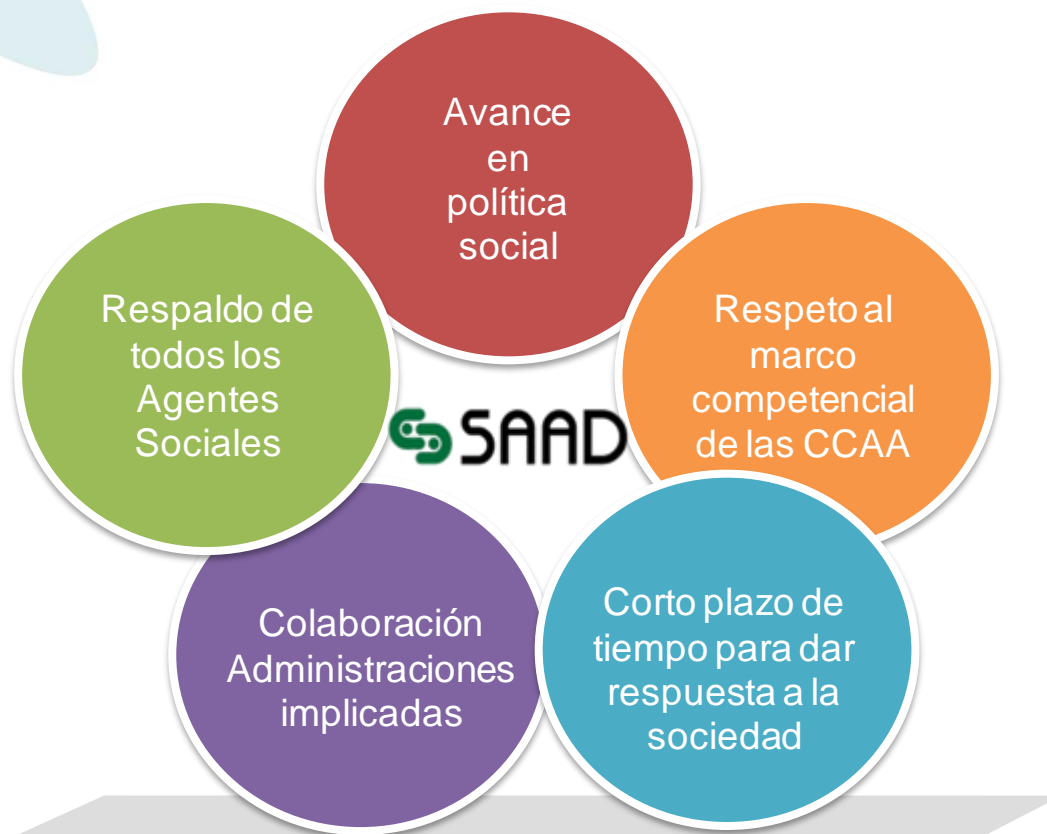 Avance
en
política
social
Respeto al
marco
competencial
de las CCAA
Corto plazo de
tiempo para dar
respuesta a la
sociedad
Colaboración
Administraciones
implicadas
Respaldo de
todos los
Agentes
Sociales
SAAD